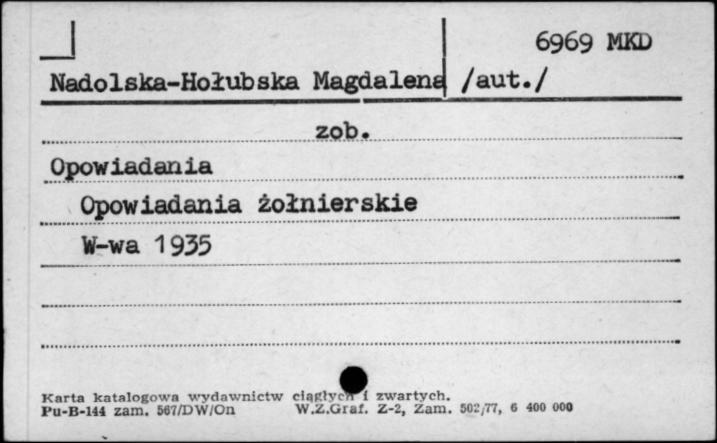 6969 MKD
Nadolska-Hołubska Magdalena /aut./
zob.
Opowiadania
Opowiadania żołnierskie
W-wa 1935
Karta katalogowa wydawnictw ciągłych i zwartych.
Pu-B-144 zam. 567/DW/On W.Z.Graf. Z-2, Zam. 502/77, 6 400 000